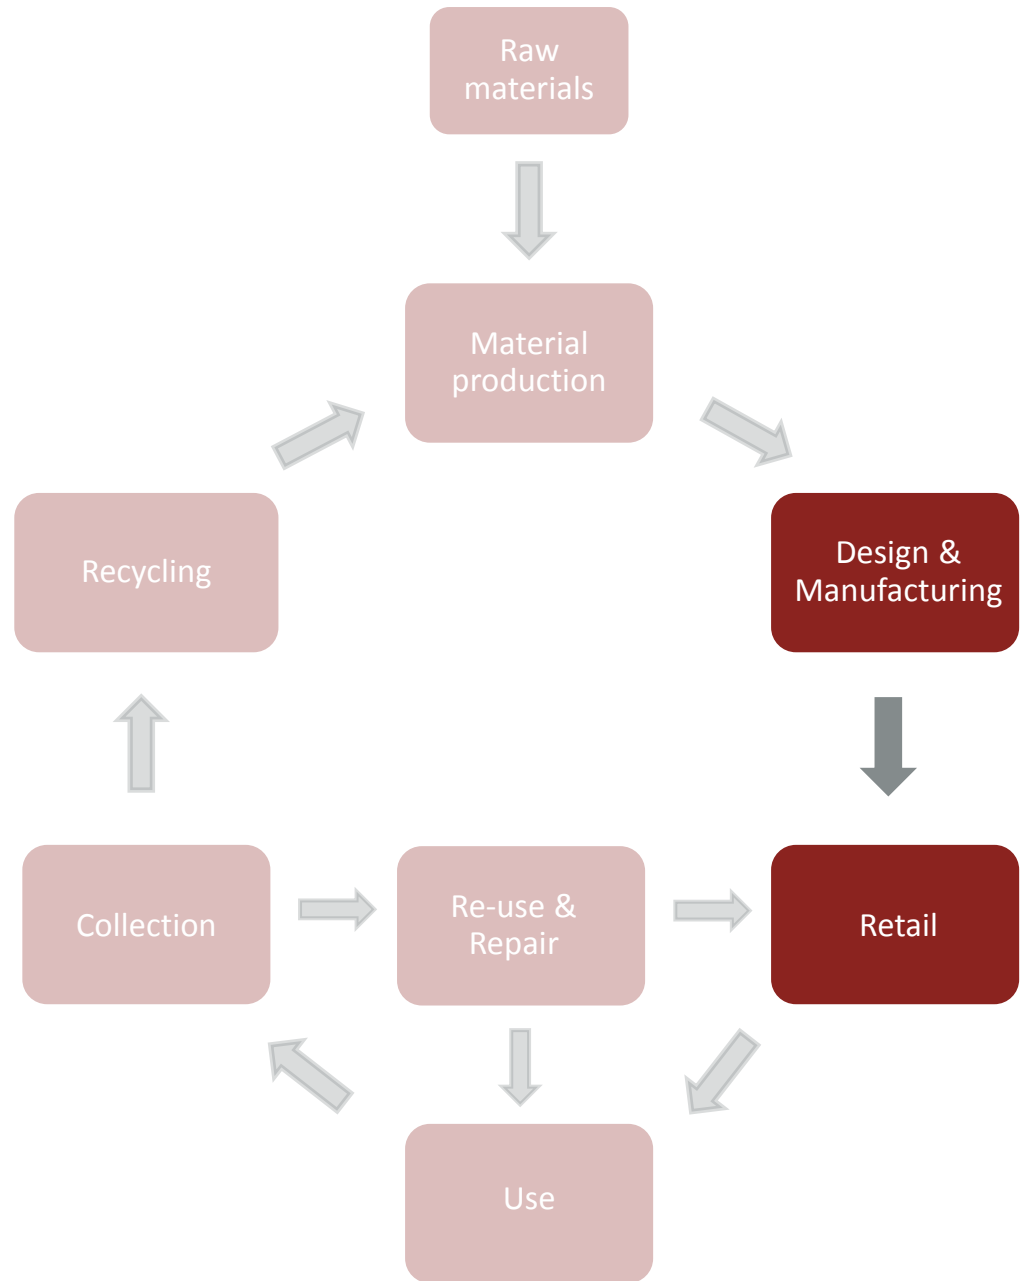 Raw
materials
Material
production
Recycling
Design &
Manufacturing
Collection
Re-use &
Repair
Retail
Use